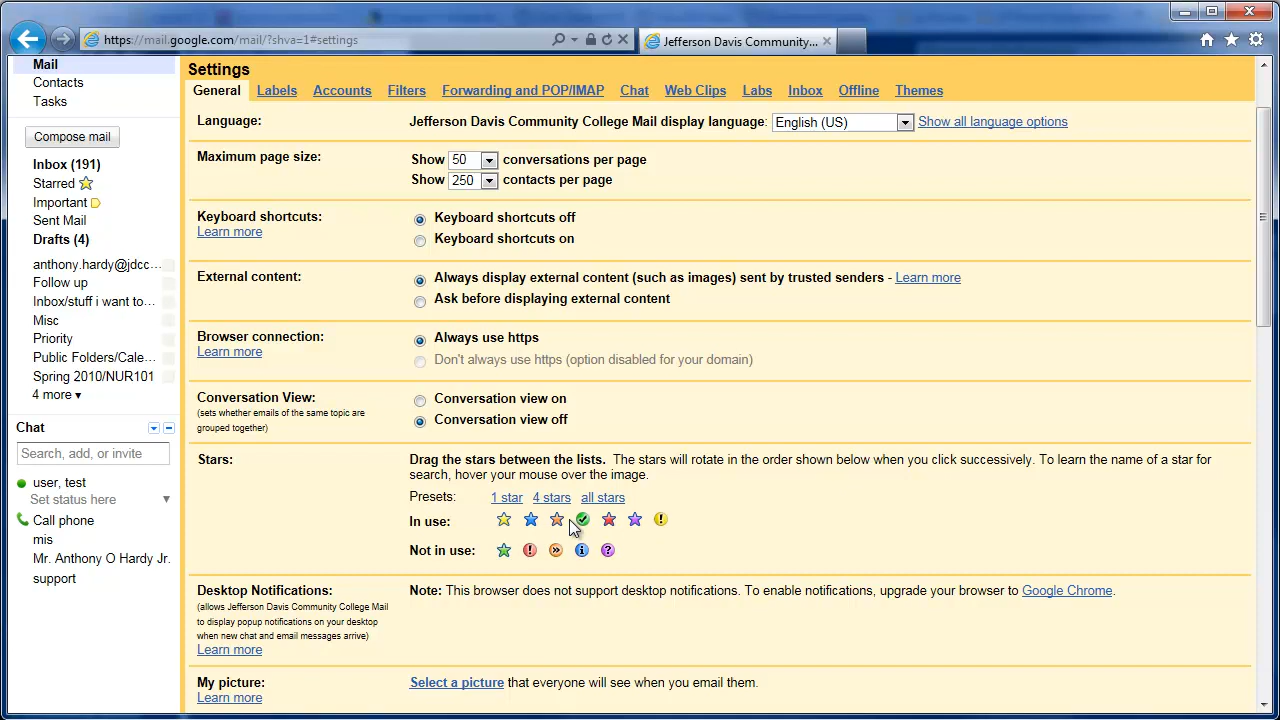 https://mail.google.com/mail/?shva=1#settings
Jefferson Davis Community...
Mail
Contacts
Tasks
Compose mail
Inbox (191)
Starred
Important
Sent Mail
Drafts (4)
anthony.hardy@jdcc...
Follow up
Inbox/stuff i want to...
Misc
Priority
Public Folders/Cale...
Spring 2010/NUR101
4 more ▾
Chat
Search, add, or invite
user, test
Set status here
Call phone
mis
Mr. Anthony O Hardy Jr.
support
Settings
General Labels Accounts Filters Forwarding and POP/IMAP Chat Web Clips Labs Inbox Offline Themes
Language: Jefferson Davis Community College Mail display language: English (US) Show all language options
Maximum page size: Show 50 conversations per page
Show 250 contacts per page
Keyboard shortcuts: Keyboard shortcuts off
Learn more Keyboard shortcuts on
External content: Always display external content (such as images) sent by trusted senders - Learn more
Ask before displaying external content
Browser connection: Always use https
Learn more Don't always use https (option disabled for your domain)
Conversation View: Conversation view on
(sets whether emails of the same topic are
grouped together)
Conversation view off
Stars: Drag the stars between the lists. The stars will rotate in the order shown below when you click successively. To learn the name of a star for
search, hover your mouse over the image.
Presets: 1 star 4 stars all stars
In use:
Not in use:
Desktop Notifications: Note: This browser does not support desktop notifications. To enable notifications, upgrade your browser to Google Chrome.
(allows Jefferson Davis Community College Mail
to display popup notifications on your desktop
when new chat and email messages arrive)
Learn more
My picture: Select a picture that everyone will see when you email them.
Learn more